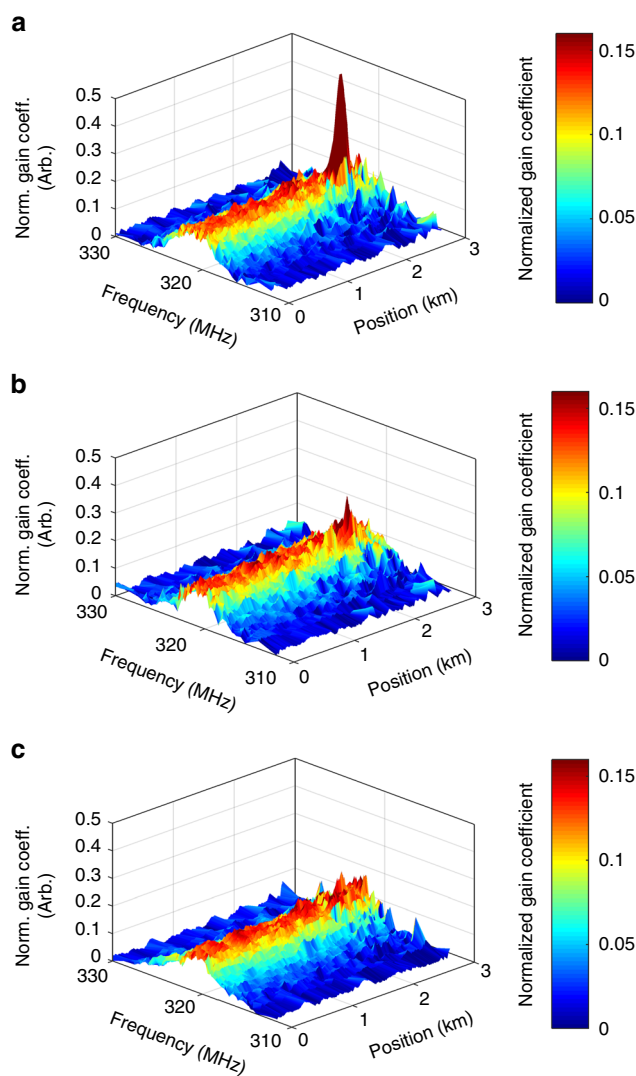 a
0.5
0.4
0.3
0.2
0.1
0
Norm. gain coeff.
(Arb.)
330
320
310
Frequency (MHz)
0
1
2
3
Position (km)
Normalized gain coefficient
0.15
0.10
0.05
0
b
0.5
0.4
0.3
0.2
0.1
0
Norm. gain coeff.
(Arb.)
330
320
310
Frequency (MHz)
0
1
2
3
Position (km)
Normalized gain coefficient
0.15
0.10
0.05
0
c
0.5
0.4
0.3
0.2
0.1
0
Norm. gain coeff.
(Arb.)
330
320
310
Frequency (MHz)
0
1
2
3
Position (km)
Normalized gain coefficient
0.15
0.10
0.05
0